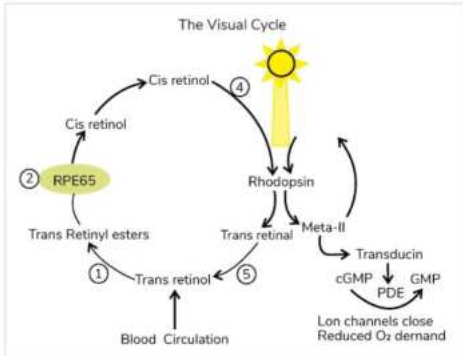 The Visual Cycle
Cis retinol
4
Cis retinol
2
RPE65
Rhodopsin
Trans Retinyl esters
Trans retinal
Meta-II
1
Trans retinol
5
Transducin
cGMP
GMP
PDE
Blood Circulation
Lon channels close
Reduced O₂ dernand